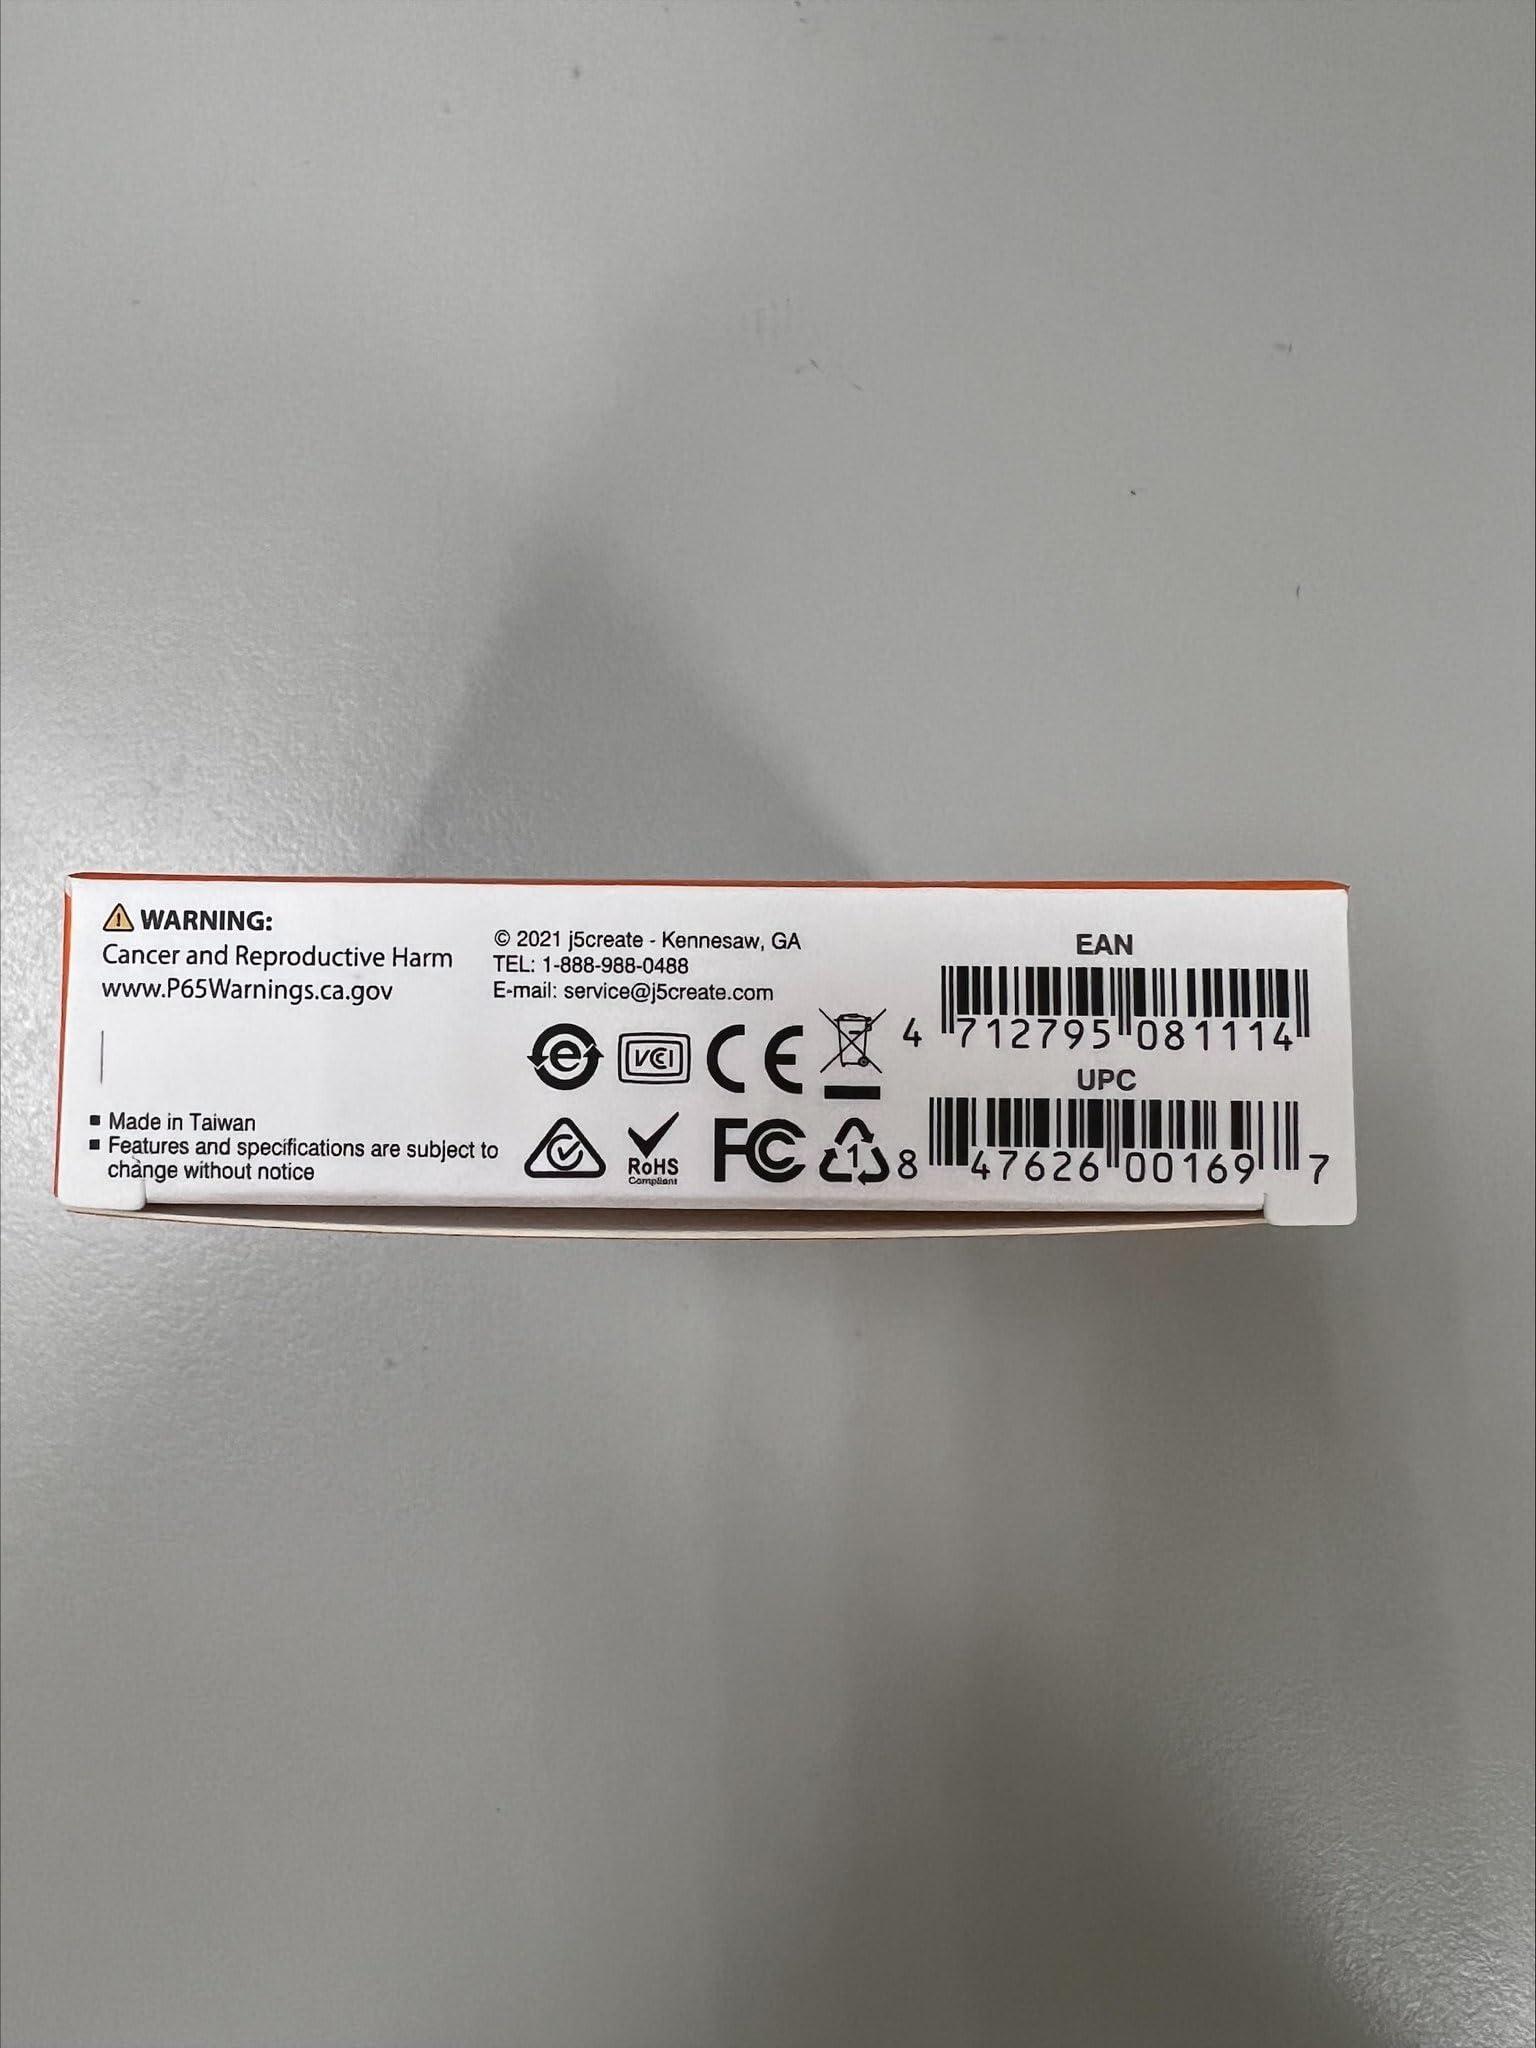 WARNING:
Cancer and Reproductive Harm
www.P65Warnings.ca.gov
■ Made in Taiwan
■ Features and specifications are subject to
change without notice
© 2021 j5create - Kennesaw, GA
TEL: 1-888-988-0488
E-mail: service@j5create.com
e VCCI CE
RoHS
Compliant
FC 1
EAN
4 712795 081114
UPC
8 47626 00169 7